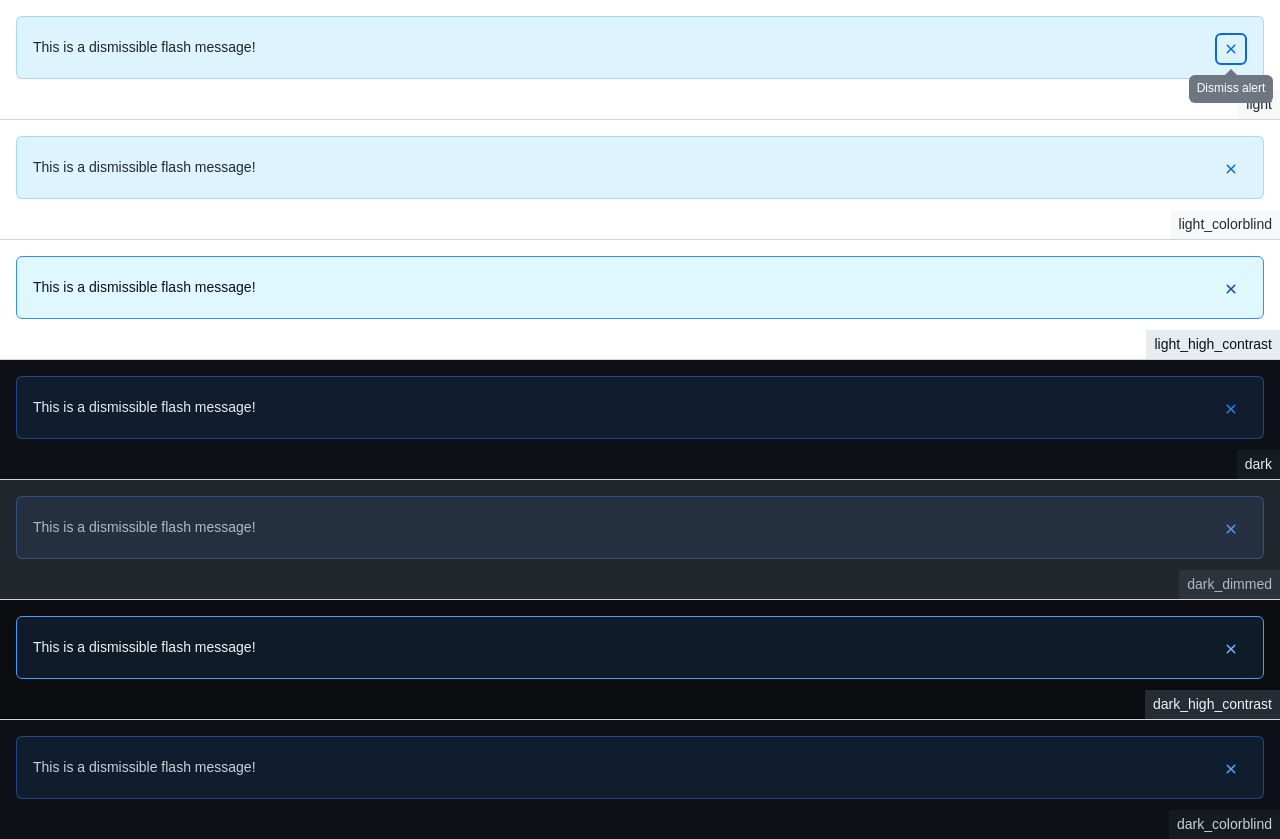 This is a dismissible flash message!
Dismiss alert
light
This is a dismissible flash message!
light_colorblind
This is a dismissible flash message!
light_high_contrast
This is a dismissible flash message!
dark
This is a dismissible flash message!
dark_dimmed
This is a dismissible flash message!
dark_high_contrast
This is a dismissible flash message!
dark_colorblind